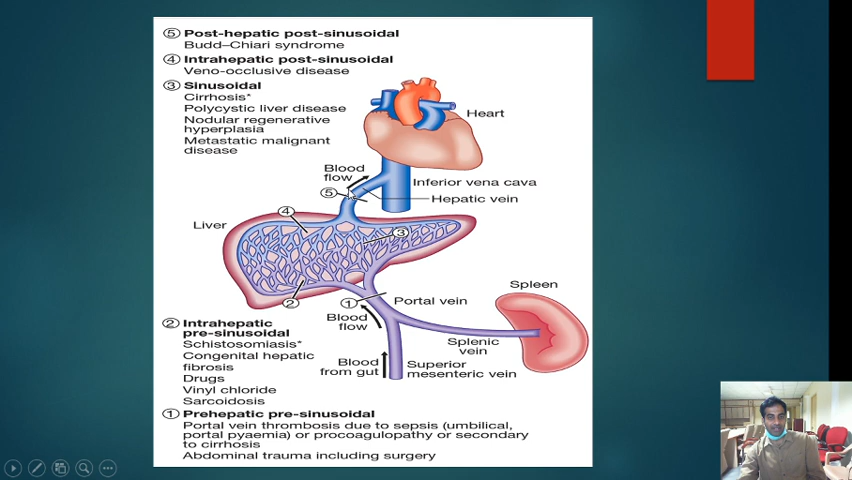 ⑤ Post-hepatic post-sinusoidal
Budd–Chiari syndrome
④ Intrahepatic post-sinusoidal
Veno-occlusive disease
③ Sinusoidal
Cirrhosis*
Polycystic liver disease
Nodular regenerative
hyperplasia
Metastatic malignant
disease
Heart
Blood
flow
Inferior vena cava
⑤
Hepatic vein
④
Liver
③
Spleen
②
①
Portal vein
Blood
flow
Splenic
vein
Blood
from gut
Superior
mesenteric vein
② Intrahepatic
pre-sinusoidal
Schistosomiasis*
Congenital hepatic
fibrosis
Drugs
Vinyl chloride
Sarcoidosis
① Prehepatic pre-sinusoidal
Portal vein thrombosis due to sepsis (umbilical,
portal pyaemia) or procoagulopathy or secondary
to cirrhosis
Abdominal trauma including surgery